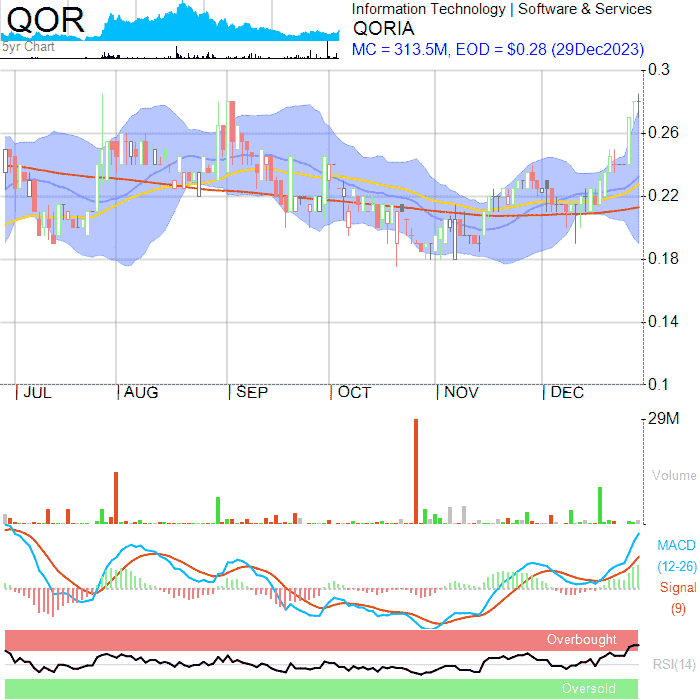 QOR
5yr Chart
Information Technology | Software & Services
QORIA
MC = 313.5M, EOD = $0.28 (29Dec2023)
0.3
0.26
0.22
0.18
0.14
0.1
JUL AUG SEP OCT NOV DEC
29M
Volume
MACD
(12-26)
Signal
(9)
Overbought
RSI(14)
Oversold